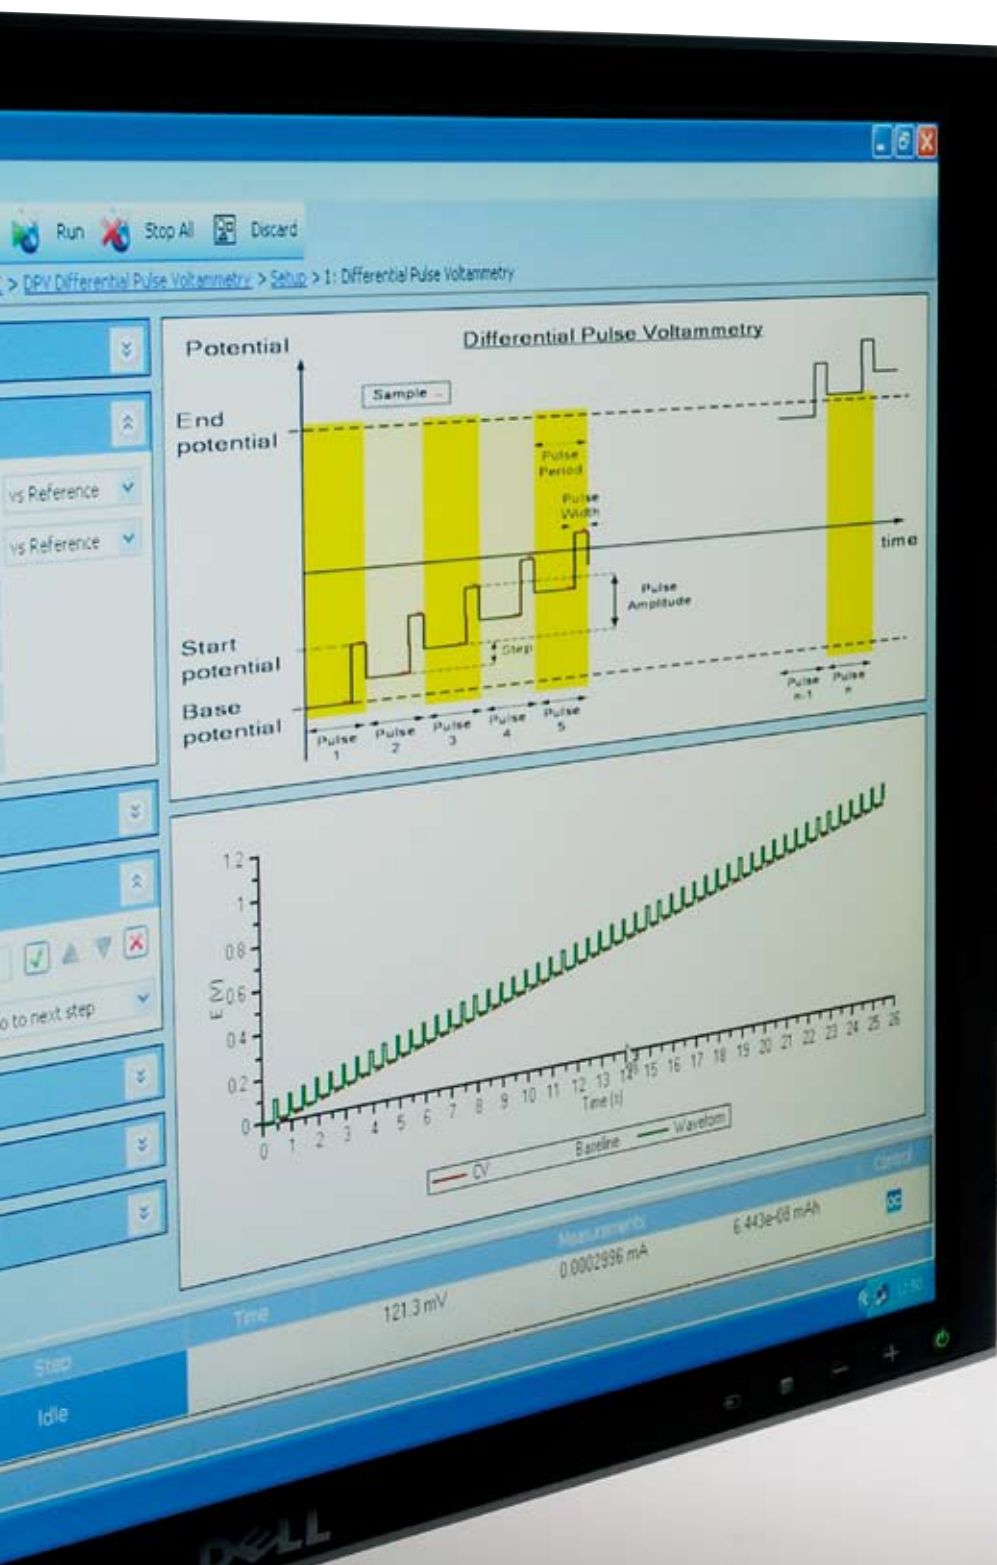 Run Stop All Discard
> DPV Differential Pulse Voltammetry > Setup > 1: Differential Pulse Voltammetry
vs Reference
vs Reference
o to next step
Differential Pulse Voltammetry
Potential
Sample
End
potential
Pulse
Period
Pulse
Width
time
Pulse
Amplitude
Start
potential
Step
Base
potential
Pulse
1
Pulse
2
Pulse
3
Pulse
4
Pulse
5
Pulse
n-1
Pulse
n
1.2
1
0.8
0.6
0.4
0.2
0
E (V)
0 1 2 3 4 5 6 7 8 9 10 11 12 13 14 15 16 17 18 19 20 21 22 23 24 25 26
Time (s)
CV Baseline Waveform
Step Time Measurements Control
Idle 121.3 mV 0.0002996 mA 6.443e-08 mAh
12:50
DELL